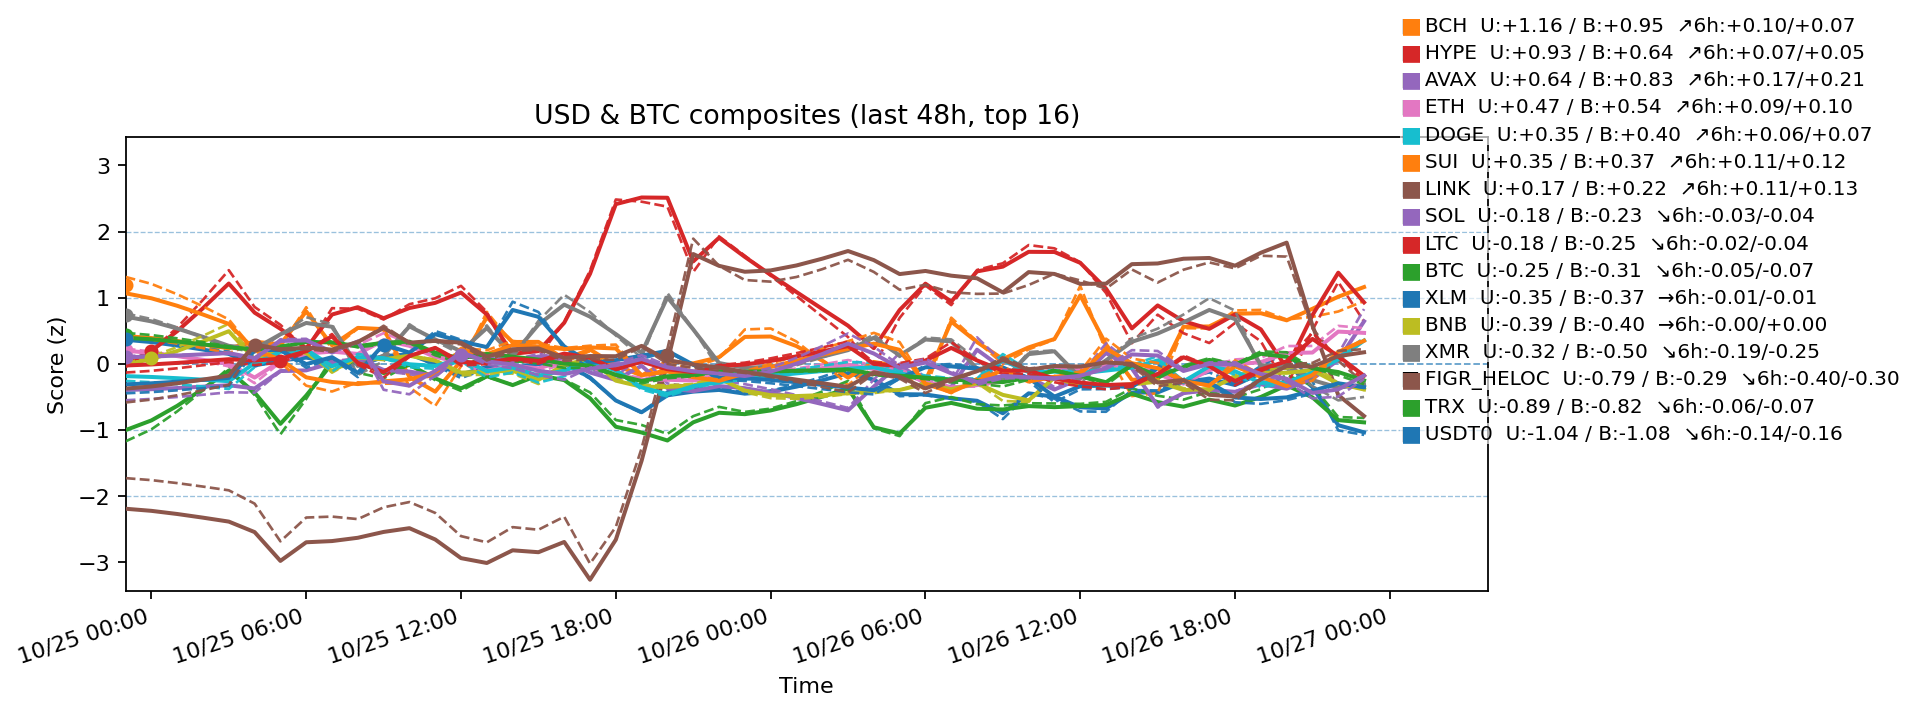 BCH  U:+1.16 / B:+0.95  ↗6h:+0.10/+0.07
HYPE  U:+0.93 / B:+0.64  ↗6h:+0.07/+0.05
AVAX  U:+0.64 / B:+0.83  ↗6h:+0.17/+0.21
ETH  U:+0.47 / B:+0.54  ↗6h:+0.09/+0.10
DOGE  U:+0.35 / B:+0.40  ↗6h:+0.06/+0.07
SUI  U:+0.35 / B:+0.37  ↗6h:+0.11/+0.12
LINK  U:+0.17 / B:+0.22  ↗6h:+0.11/+0.13
SOL  U:-0.18 / B:-0.23  ↘6h:-0.03/-0.04
LTC  U:-0.18 / B:-0.25  ↘6h:-0.02/-0.04
BTC  U:-0.25 / B:-0.31  ↘6h:-0.05/-0.07
XLM  U:-0.35 / B:-0.37  →6h:-0.01/-0.01
BNB  U:-0.39 / B:-0.40  →6h:-0.00/+0.00
XMR  U:-0.32 / B:-0.50  ↘6h:-0.19/-0.25
FIGR_HELOC  U:-0.79 / B:-0.29  ↘6h:-0.40/-0.30
TRX  U:-0.89 / B:-0.82  ↘6h:-0.06/-0.07
USDT0  U:-1.04 / B:-1.08  ↘6h:-0.14/-0.16
USD & BTC composites (last 48h, top 16)
Score (z)
3
2
1
0
−1
−2
−3
10/25 00:00
10/25 06:00
10/25 12:00
10/25 18:00
10/26 00:00
10/26 06:00
10/26 12:00
10/26 18:00
10/27 00:00
Time